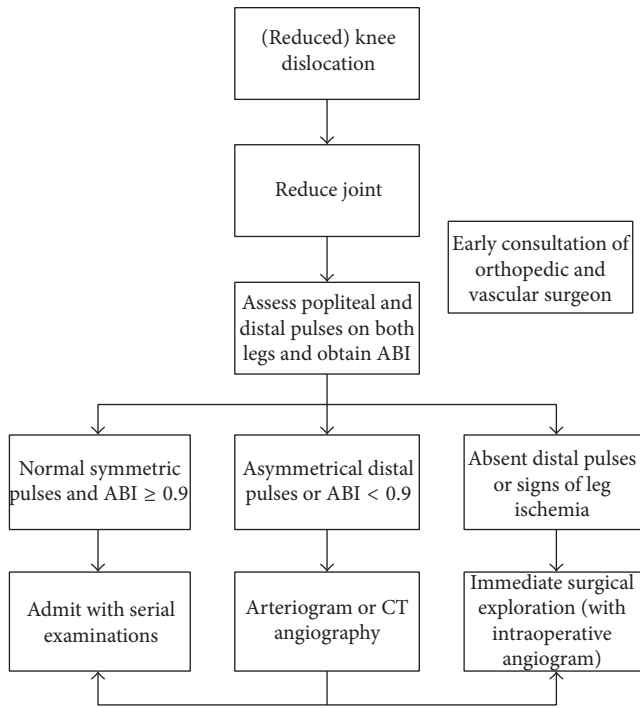 (Reduced) knee
dislocation
Reduce joint
Early consultation of
orthopedic and
vascular surgeon
Assess popliteal and
distal pulses on both
legs and obtain ABI
Normal symmetric
pulses and ABI ≥ 0.9
Asymmetrical distal
pulses or ABI < 0.9
Absent distal pulses
or signs of leg
ischemia
Admit with serial
examinations
Arteriogram or CT
angiography
Immediate surgical
exploration (with
intraoperative
angiogram)